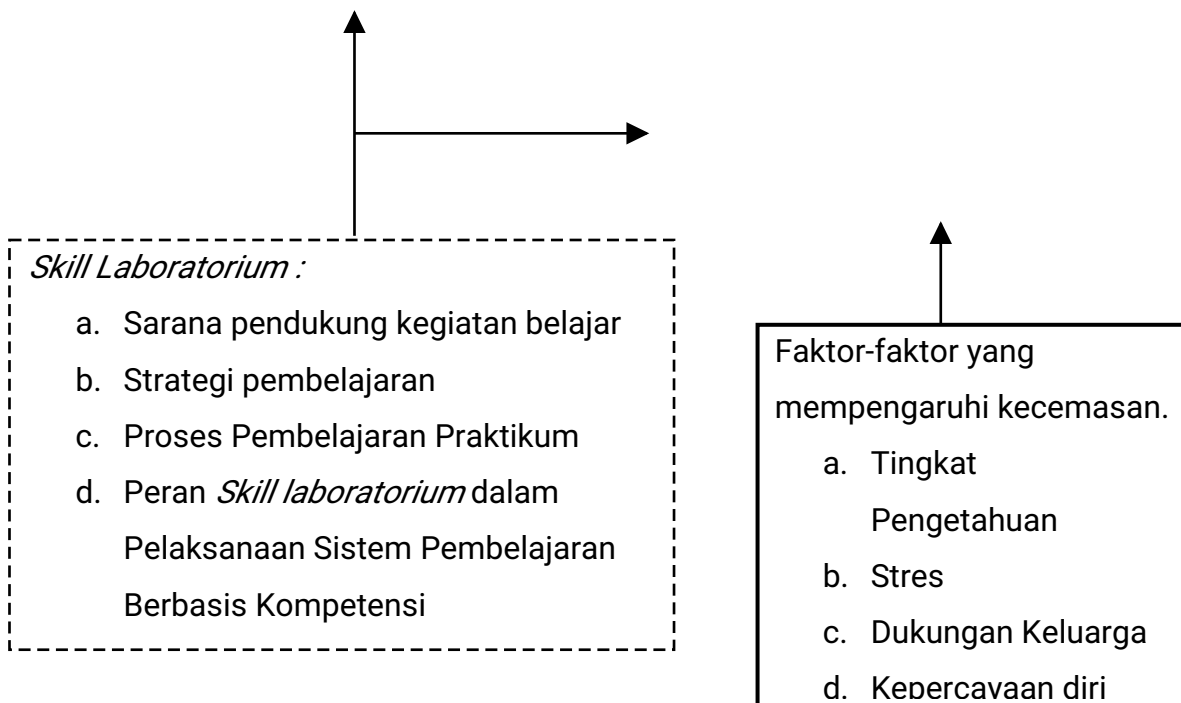 Skill Laboratorium :
a. Sarana pendukung kegiatan belajar
b. Strategi pembelajaran
c. Proses Pembelajaran Praktikum
d. Peran Skill laboratorium dalam
Pelaksanaan Sistem Pembelajaran
Berbasis Kompetensi
Faktor-faktor yang
mempengaruhi kecemasan.
a. Tingkat
Pengetahuan
b. Stres
c. Dukungan Keluarga
d. Kepercayaan diri